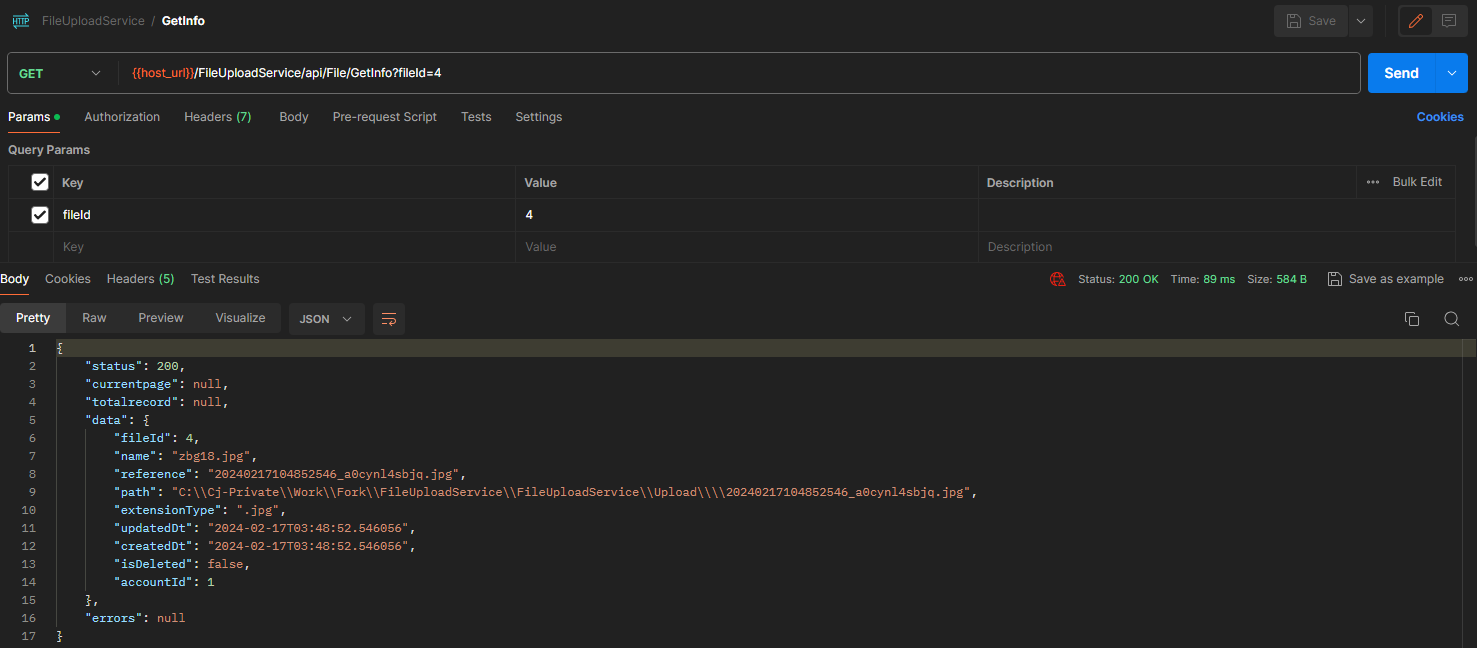 HTTP FileUploadService / GetInfo Save
GET {{host_url}}/FileUploadService/api/File/GetInfo?fileId=4 Send
Params Authorization Headers (7) Body Pre-request Script Tests Settings Cookies
Query Params
Key Value Description ••• Bulk Edit
fileId 4
Key Value Description
Body Cookies Headers (5) Test Results Status: 200 OK Time: 89 ms Size: 584 B Save as example
Pretty Raw Preview Visualize JSON
1 {
2 "status": 200,
3 "currentpage": null,
4 "totalrecord": null,
5 "data": {
6 "fileId": 4,
7 "name": "zbg18.jpg",
8 "reference": "20240217104852546_a0cynl4sbjq.jpg",
9 "path": "C:\\Cj-Private\\Work\\Fork\\FileUploadService\\FileUploadService\\Upload\\\\20240217104852546_a0cynl4sbjq.jpg",
10 "extensionType": ".jpg",
11 "updatedDt": "2024-02-17T03:48:52.546056",
12 "createdDt": "2024-02-17T03:48:52.546056",
13 "isDeleted": false,
14 "accountId": 1
15 },
16 "errors": null
17 }